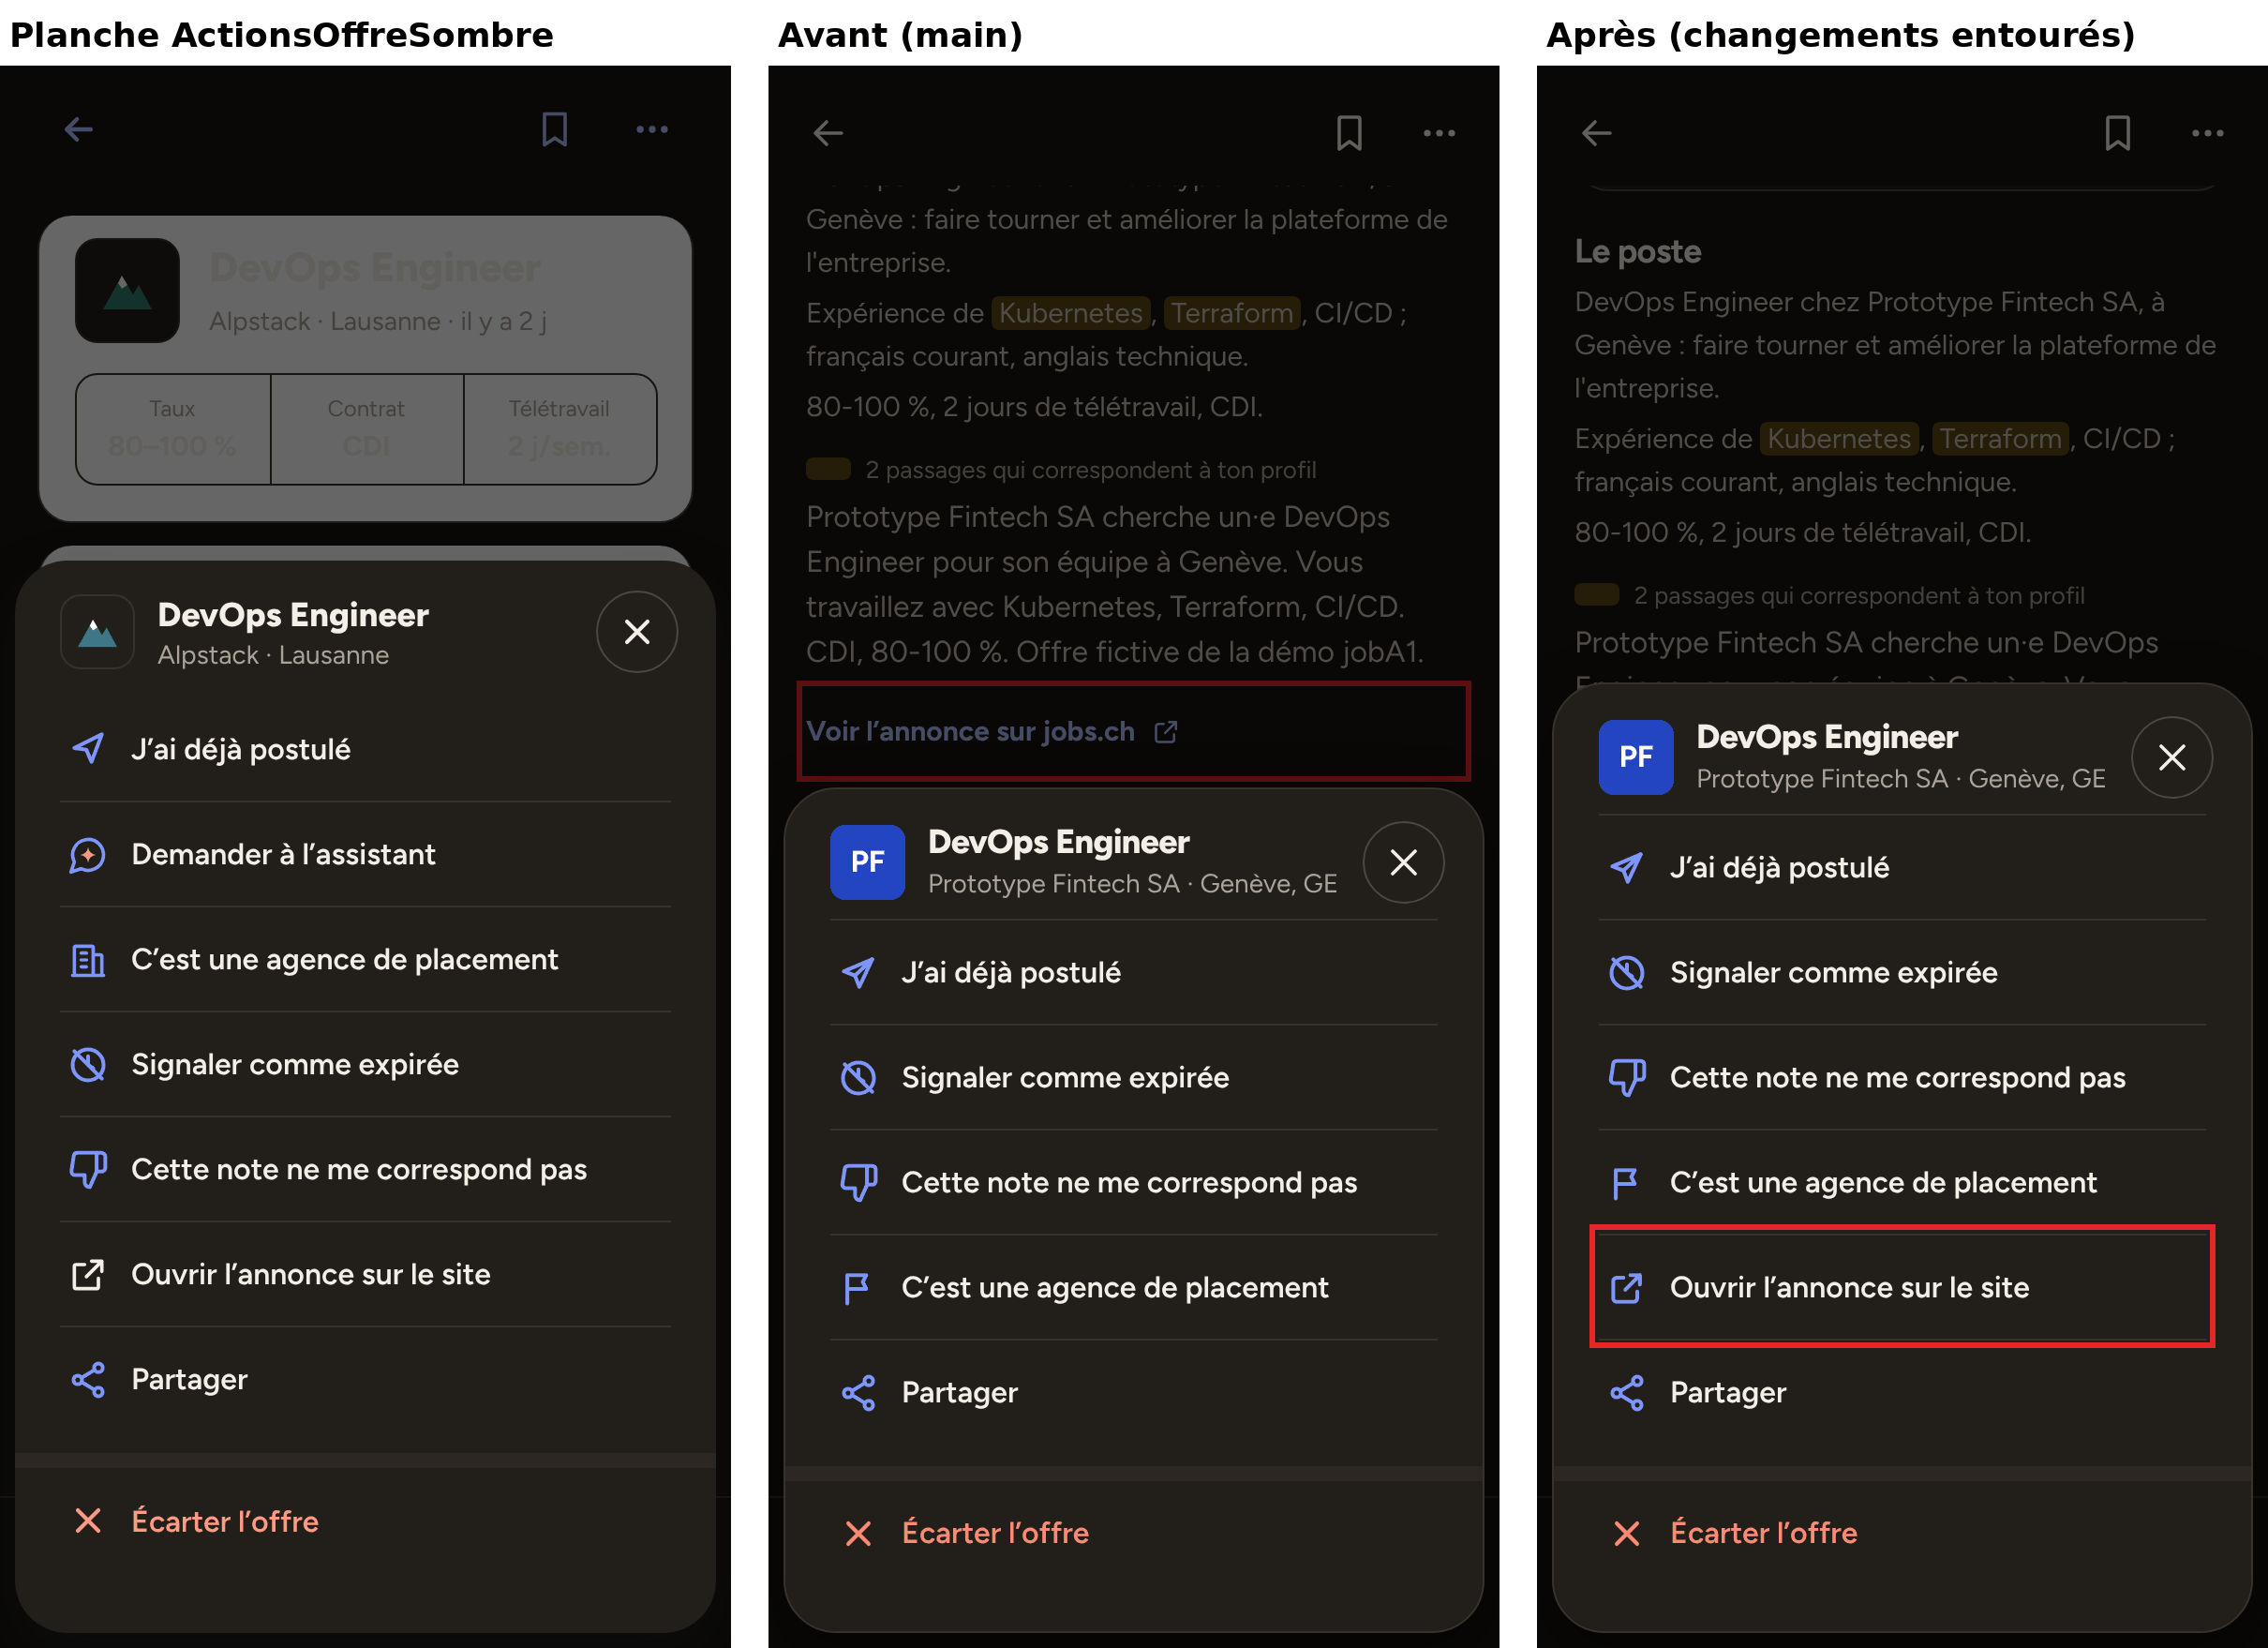 Planche ActionsOffreSombre
DevOps Engineer
Alpstack · Lausanne · il y a 2 j
Taux
Contrat
Télétravail
80–100 %
CDI
2 j/sem.
DevOps Engineer
Alpstack · Lausanne
J’ai déjà postulé
Demander à l’assistant
C’est une agence de placement
Signaler comme expirée
Cette note ne me correspond pas
Ouvrir l’annonce sur le site
Partager
Écarter l’offre
Avant (main)
Genève : faire tourner et améliorer la plateforme de
l'entreprise.
Expérience de Kubernetes, Terraform, CI/CD ;
français courant, anglais technique.
80-100 %, 2 jours de télétravail, CDI.
2 passages qui correspondent à ton profil
Prototype Fintech SA cherche un·e DevOps
Engineer pour son équipe à Genève. Vous
travaillez avec Kubernetes, Terraform, CI/CD.
CDI, 80-100 %. Offre fictive de la démo jobA1.
Voir l’annonce sur jobs.ch
PF
DevOps Engineer
Prototype Fintech SA · Genève, GE
J’ai déjà postulé
Signaler comme expirée
Cette note ne me correspond pas
C’est une agence de placement
Partager
Écarter l’offre
Après (changements entourés)
Le poste
DevOps Engineer chez Prototype Fintech SA, à
Genève : faire tourner et améliorer la plateforme de
l'entreprise.
Expérience de Kubernetes, Terraform, CI/CD ;
français courant, anglais technique.
80-100 %, 2 jours de télétravail, CDI.
2 passages qui correspondent à ton profil
Prototype Fintech SA cherche un·e DevOps
PF
DevOps Engineer
Prototype Fintech SA · Genève, GE
J’ai déjà postulé
Signaler comme expirée
Cette note ne me correspond pas
C’est une agence de placement
Ouvrir l’annonce sur le site
Partager
Écarter l’offre